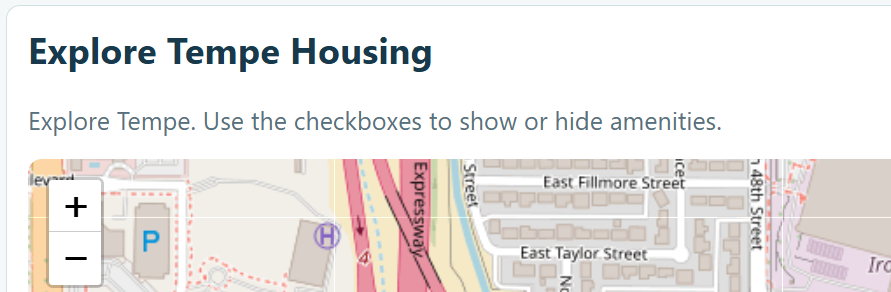 Explore Tempe Housing
Explore Tempe. Use the checkboxes to show or hide amenities.
+
−
P
H
4
Expressway
Street
East Fillmore Street
East Taylor Street
48th Street